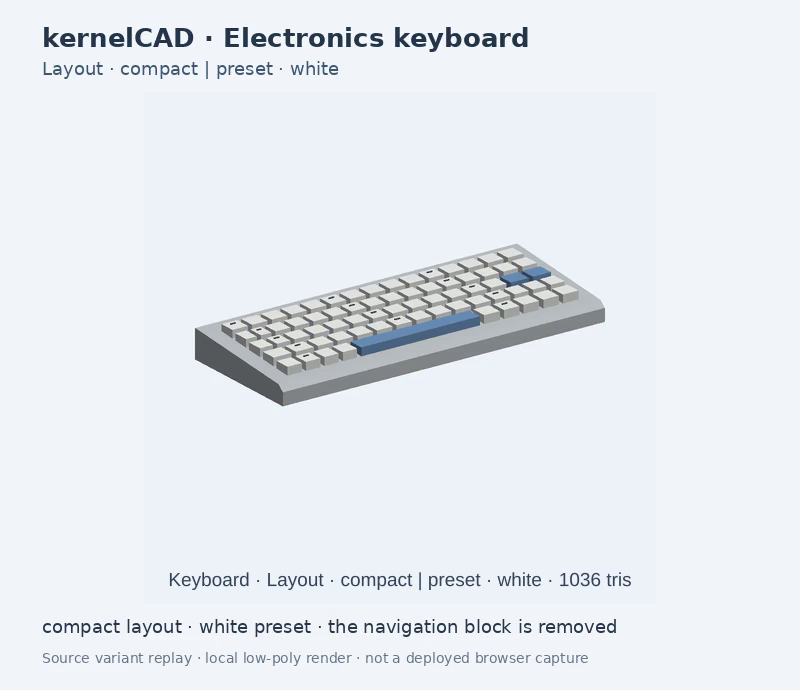 kernelCAD · Electronics keyboard
Layout · compact | preset · white
Keyboard · Layout · compact | preset · white · 1036 tris
compact layout · white preset · the navigation block is removed
Source variant replay · local low-poly render · not a deployed browser capture